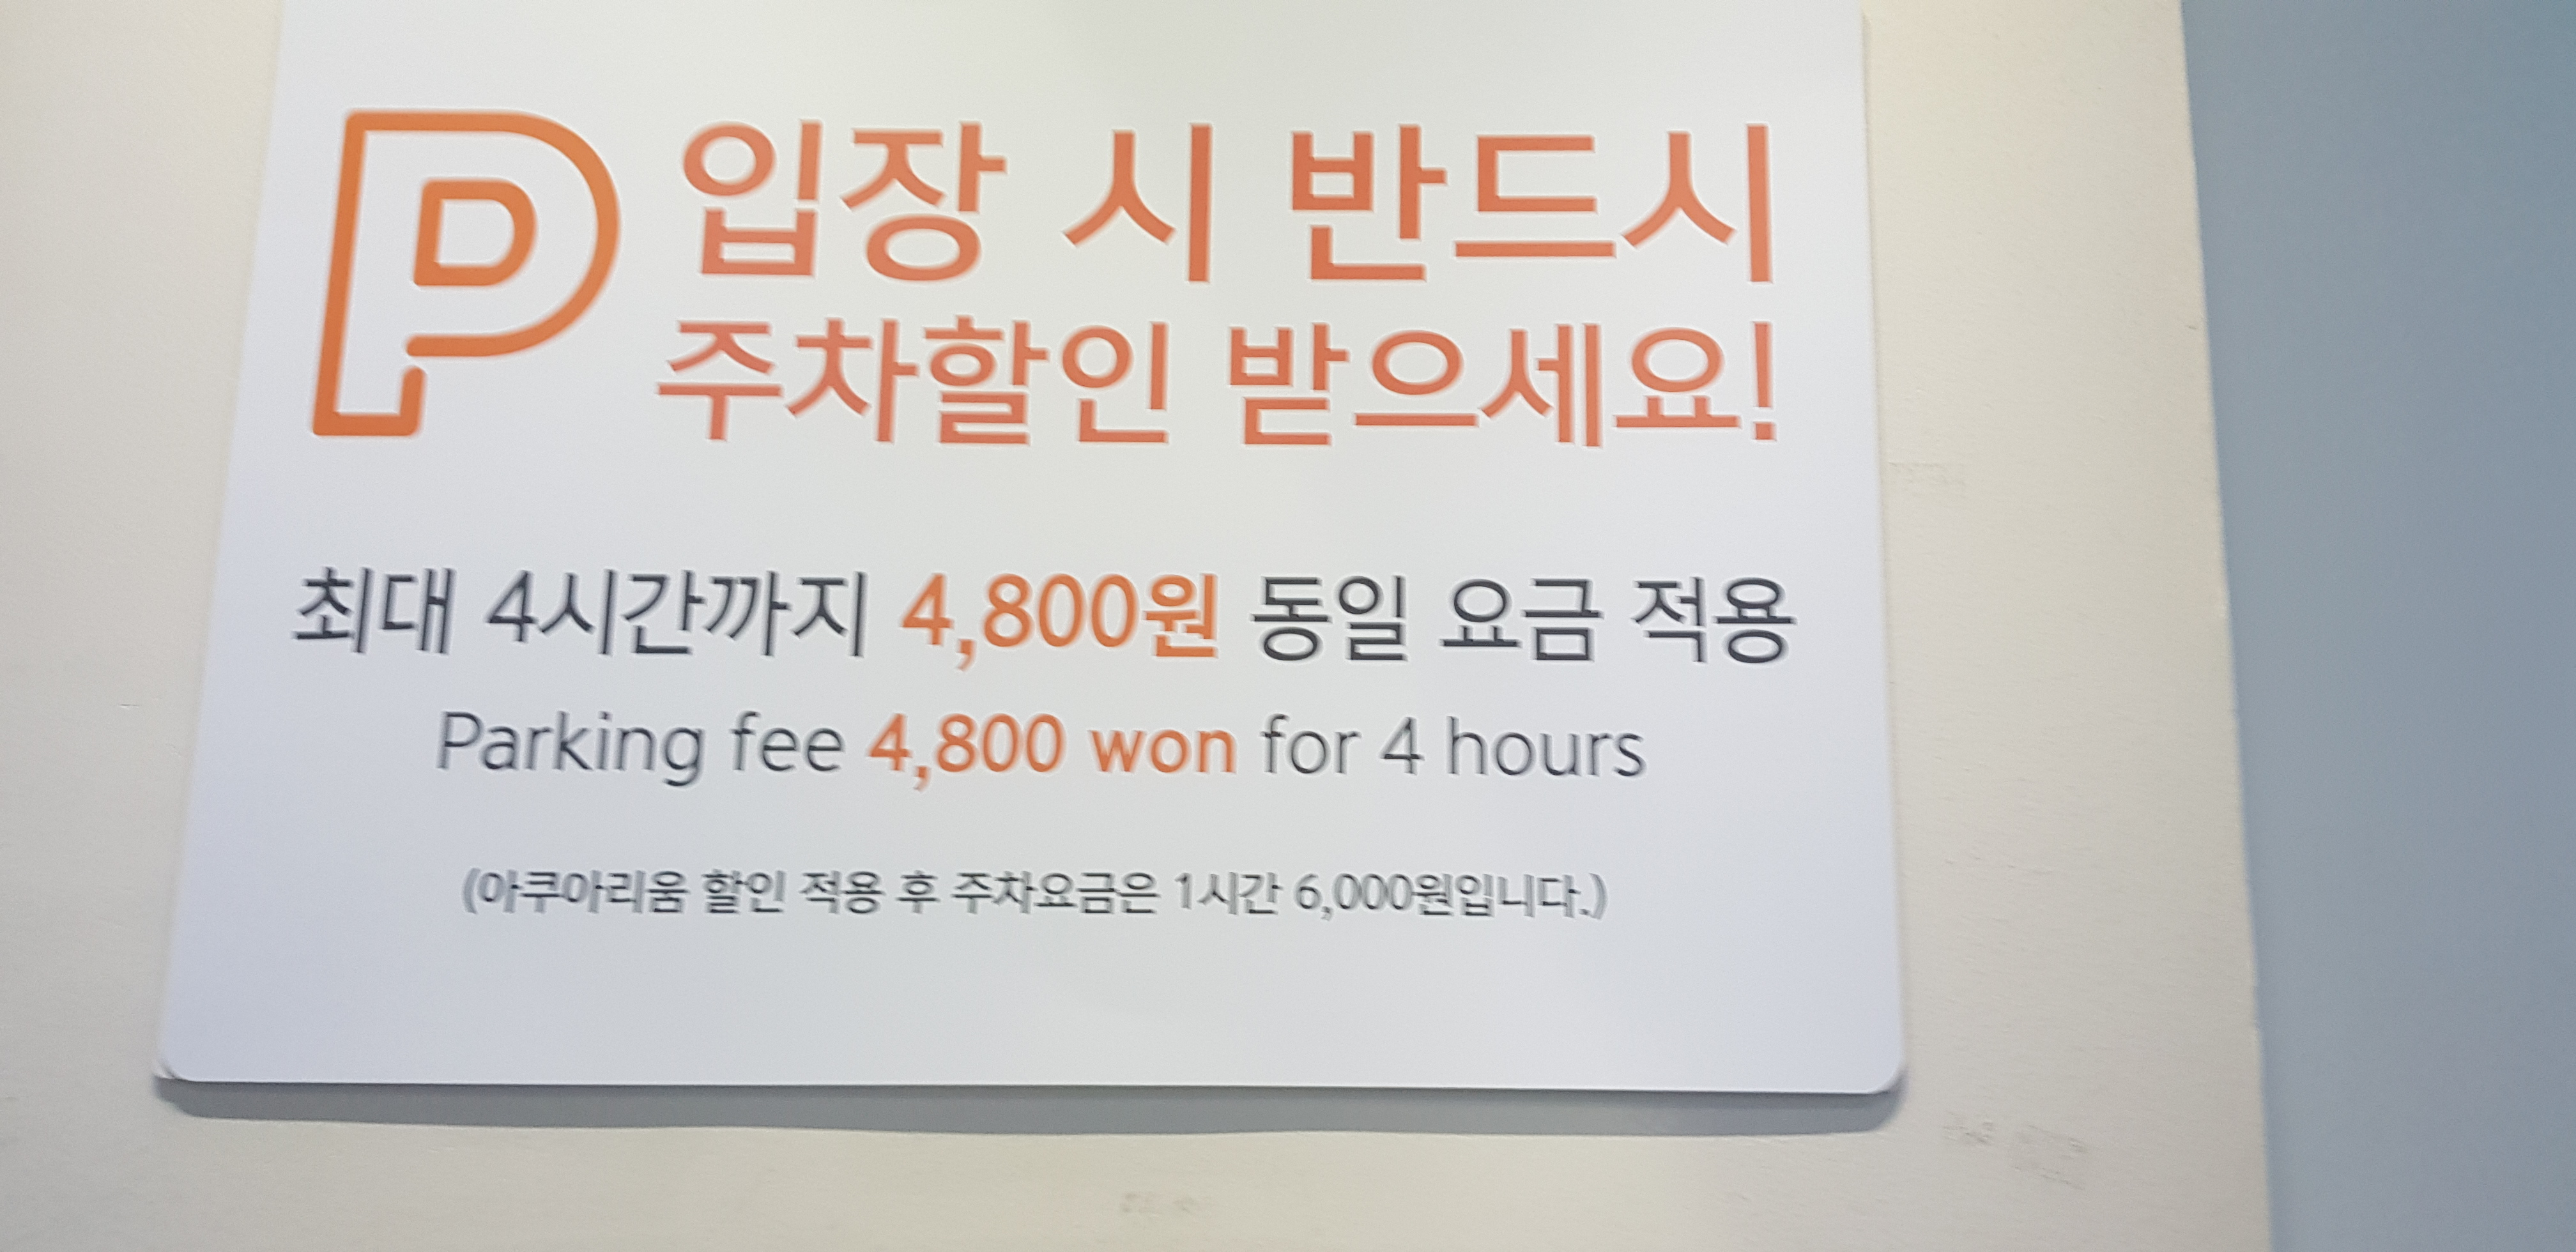 P 입장 시 반드시
주차할인 받으세요!
최대 4시간까지 4,800원 동일 요금 적용
Parking fee 4,800 won for 4 hours
(아쿠아리움 할인 적용 후 주차요금은 1시간 6,000원입니다.)